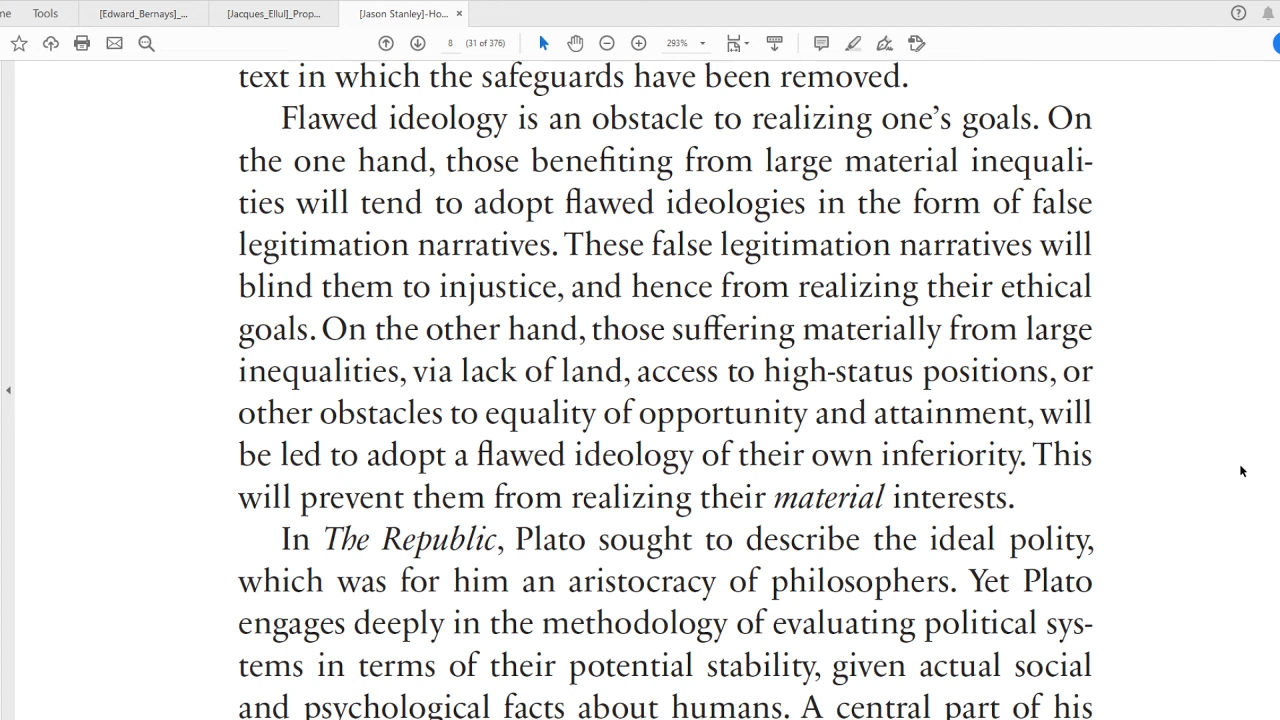 ne Tools [Edward_Bernays]_... [Jacques_Ellul]_Prop... [Jason Stanley]-Ho... ×
8 (31 of 376) 293%
text in which the safeguards have been removed.
Flawed ideology is an obstacle to realizing one’s goals. On
the one hand, those benefiting from large material inequali-
ties will tend to adopt flawed ideologies in the form of false
legitimation narratives. These false legitimation narratives will
blind them to injustice, and hence from realizing their ethical
goals. On the other hand, those suffering materially from large
inequalities, via lack of land, access to high-status positions, or
other obstacles to equality of opportunity and attainment, will
be led to adopt a flawed ideology of their own inferiority. This
will prevent them from realizing their material interests.
In The Republic, Plato sought to describe the ideal polity,
which was for him an aristocracy of philosophers. Yet Plato
engages deeply in the methodology of evaluating political sys-
tems in terms of their potential stability, given actual social
and psychological facts about humans. A central part of his